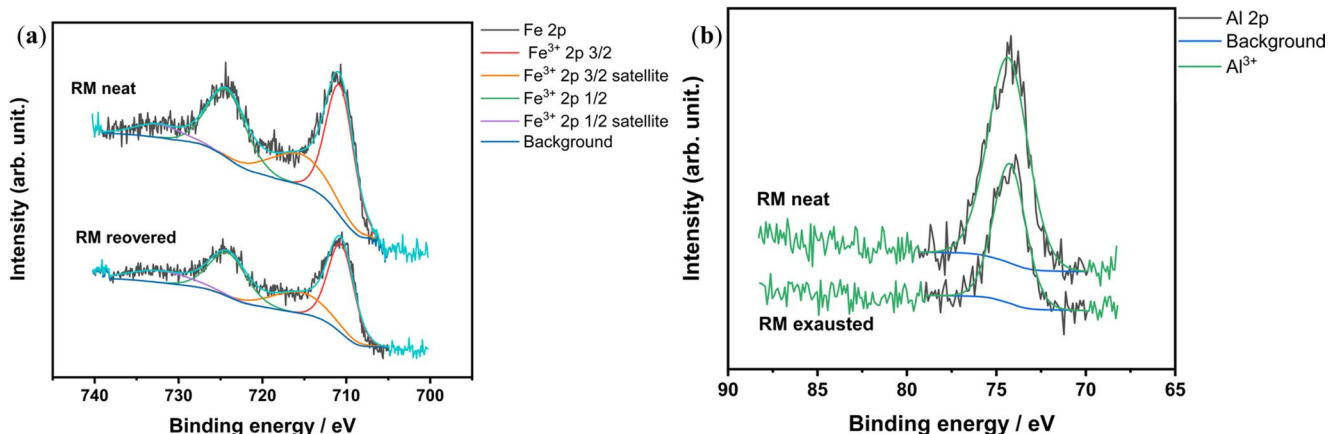 (a)
Intensity (arb. unit.)
RM neat
RM reovered
740 730 720 710 700
Binding energy / eV
Fe 2p
Fe³⁺ 2p 3/2
Fe³⁺ 2p 3/2 satellite
Fe³⁺ 2p 1/2
Fe³⁺ 2p 1/2 satellite
Background
(b)
Intensity (arb. unit.)
RM neat
RM exausted
90 85 80 75 70 65
Binding energy / eV
Al 2p
Background
Al³⁺